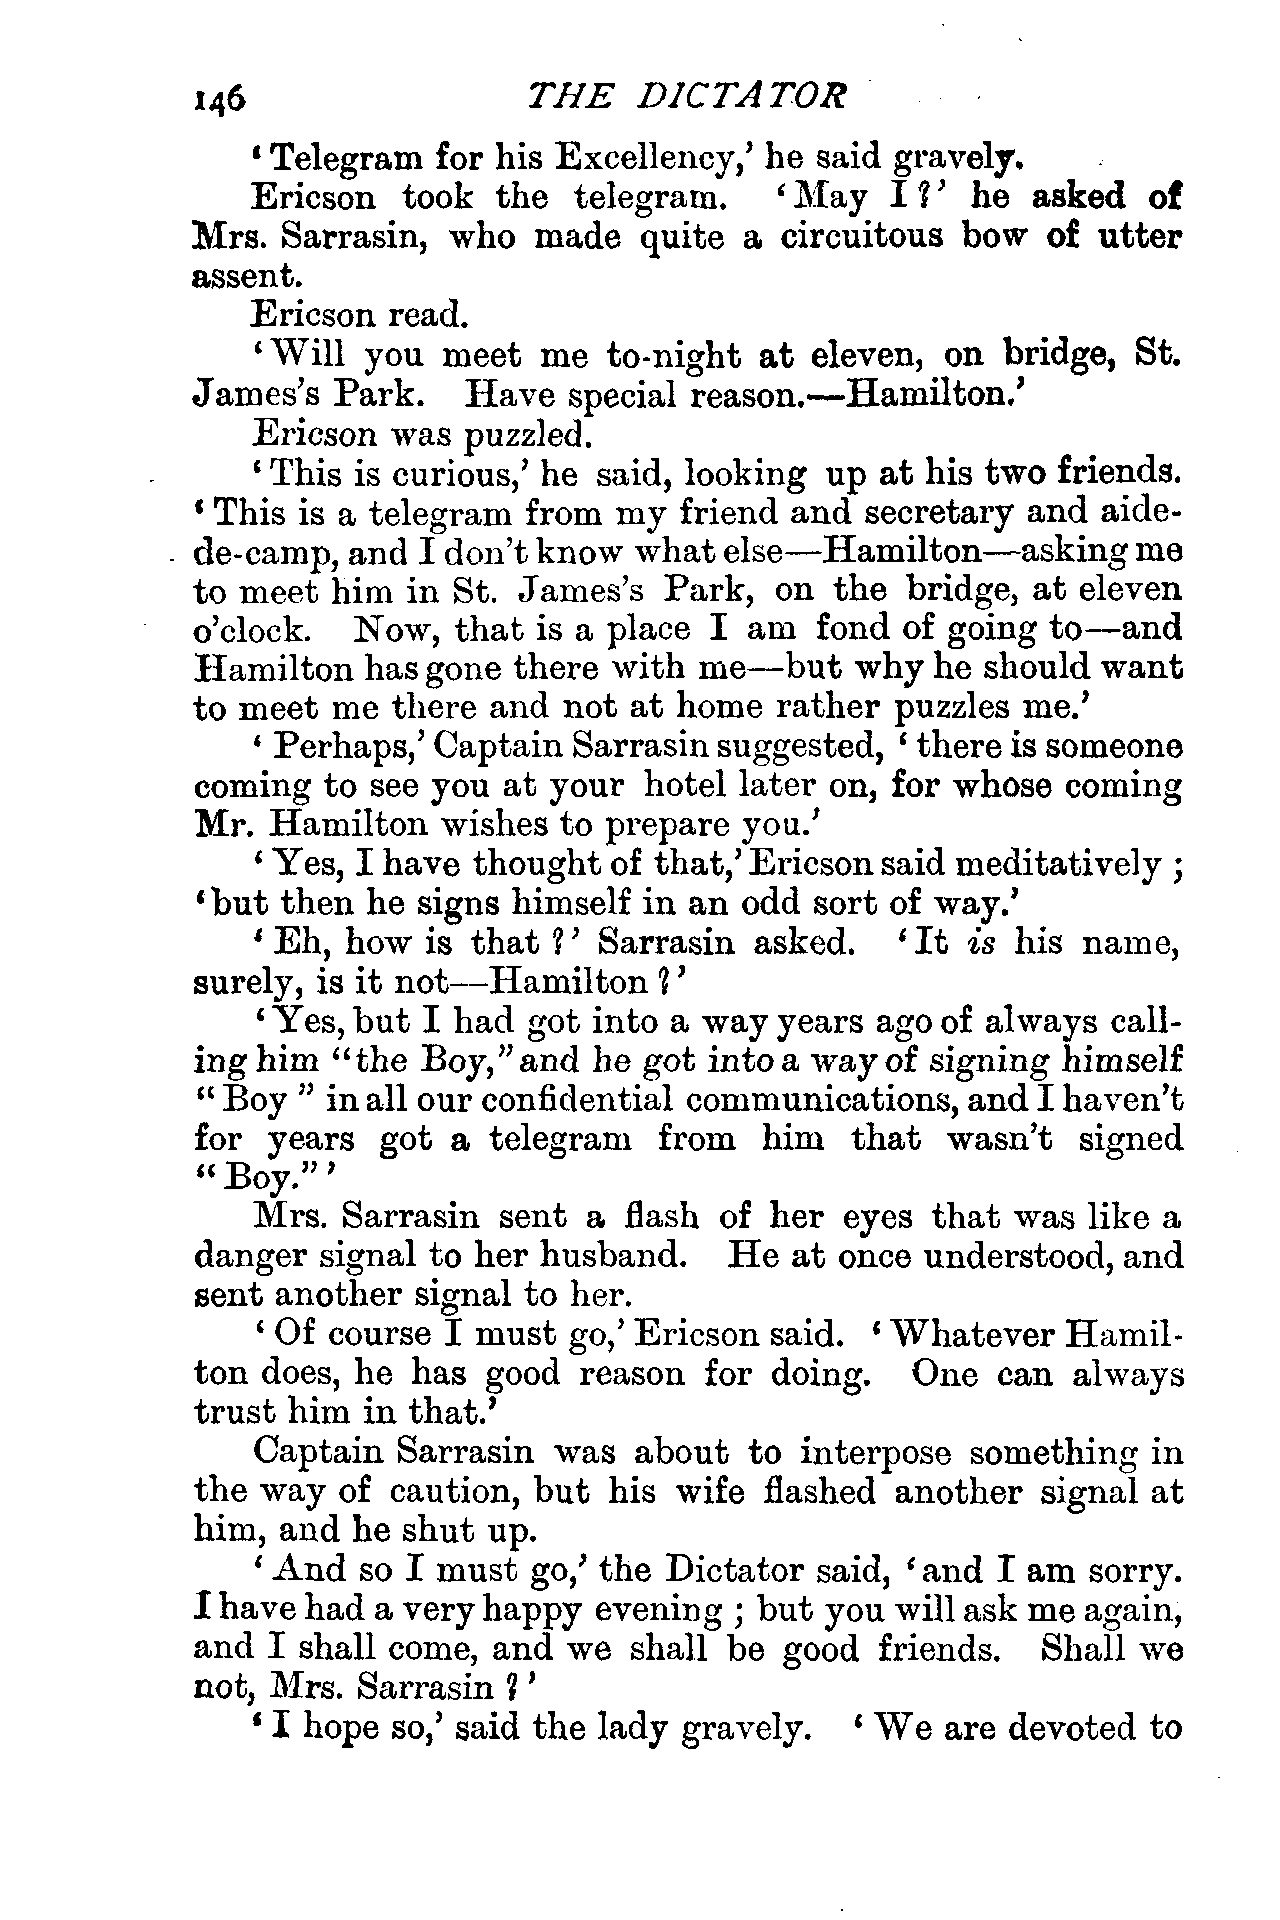 146 THE DICTATOR
‘Telegram for his Excellency,’ he said gravely.
Ericson took the telegram. ‘May I?’ he asked of
Mrs. Sarrasin, who made quite a circuitous bow of utter
assent.
Ericson read.
‘Will you meet me to-night at eleven, on bridge, St.
James's Park. Have special reason.—Hamilton.’
Ericson was puzzled.
‘This is curious,’ he said, looking up at his two friends.
‘This is a telegram from my friend and secretary and aide-
de-camp, and I don't know what else—Hamilton—asking me
to meet him in St. James's Park, on the bridge, at eleven
o'clock. Now, that is a place I am fond of going to—and
Hamilton has gone there with me—but why he should want
to meet me there and not at home rather puzzles me.’
‘Perhaps,’ Captain Sarrasin suggested, ‘there is someone
coming to see you at your hotel later on, for whose coming
Mr. Hamilton wishes to prepare you.’
‘Yes, I have thought of that,’ Ericson said meditatively;
‘but then he signs himself in an odd sort of way.’
‘Eh, how is that?’ Sarrasin asked. ‘It is his name,
surely, is it not—Hamilton?’
‘Yes, but I had got into a way years ago of always call-
ing him “the Boy,” and he got into a way of signing himself
“Boy” in all our confidential communications, and I haven't
for years got a telegram from him that wasn't signed
“Boy.”’
Mrs. Sarrasin sent a flash of her eyes that was like a
danger signal to her husband. He at once understood, and
sent another signal to her.
‘Of course I must go,’ Ericson said. ‘Whatever Hamil-
ton does, he has good reason for doing. One can always
trust him in that.’
Captain Sarrasin was about to interpose something in
the way of caution, but his wife flashed another signal at
him, and he shut up.
‘And so I must go,’ the Dictator said, ‘and I am sorry.
I have had a very happy evening; but you will ask me again,
and I shall come, and we shall be good friends. Shall we
not, Mrs. Sarrasin?’
‘I hope so,’ said the lady gravely. ‘We are devoted to